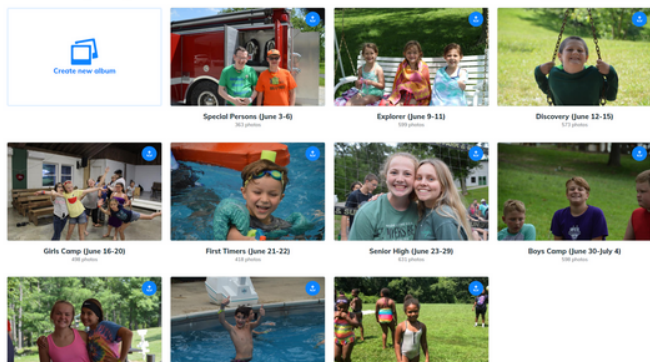 Create new album
Special Persons (June 3-6)
Explorer (June 9-11)
Discovery (June 12-15)
363 photos
599 photos
573 photos
Girls Camp (June 16-20)
First Timers (June 21-22)
Senior High (June 23-29)
Boys Camp (June 30-July 4)
498 photos
418 photos
photos
photos